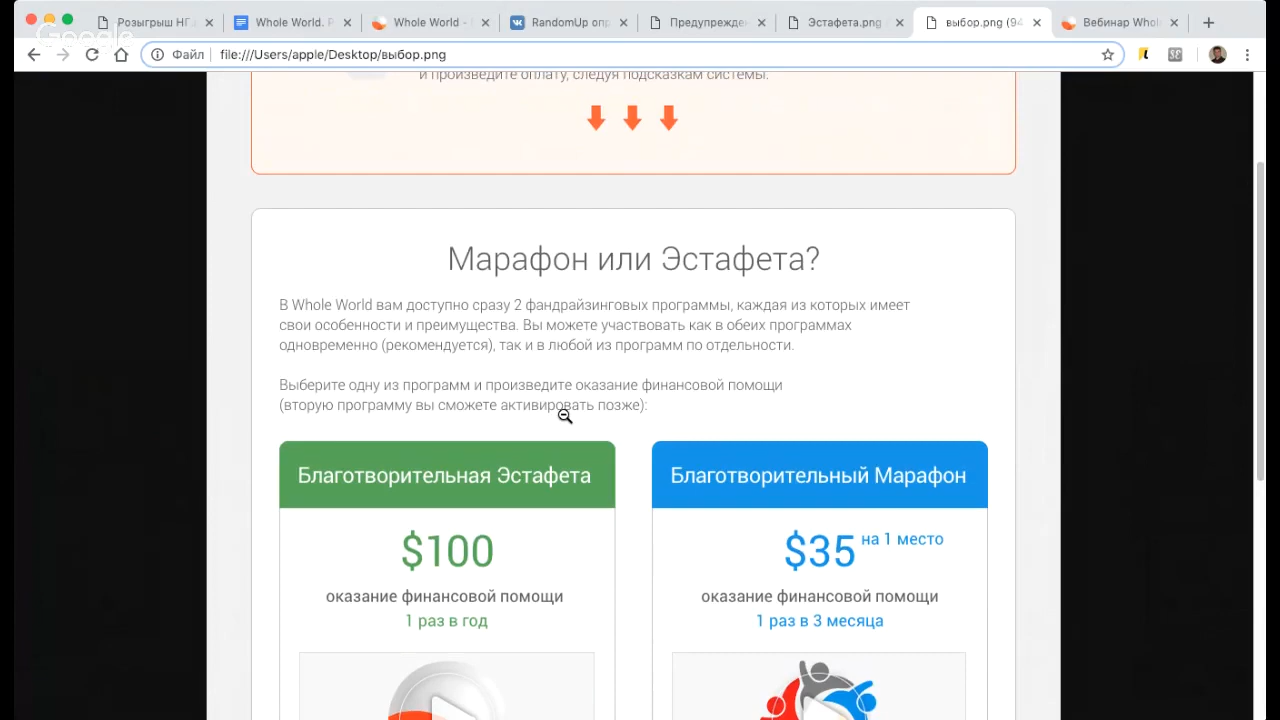 Розыгрыш НГ
Whole World. P
Whole World -
RandomUp опр
Предупрежде
Эстафета.png
выбор.png (94
Вебинар Whol
Google
Файл
file:///Users/apple/Desktop/выбор.png
и произведите оплату, следуя подсказкам системы.
Марафон или Эстафета?
В Whole World вам доступно сразу 2 фандрайзинговых программы, каждая из которых имеет
свои особенности и преимущества. Вы можете участвовать как в обеих программах
одновременно (рекомендуется), так и в любой из программ по отдельности.
Выберите одну из программ и произведите оказание финансовой помощи
(вторую программу вы сможете активировать позже):
Благотворительная Эстафета
$100
оказание финансовой помощи
1 раз в год
Благотворительный Марафон
$35 на 1 место
оказание финансовой помощи
1 раз в 3 месяца